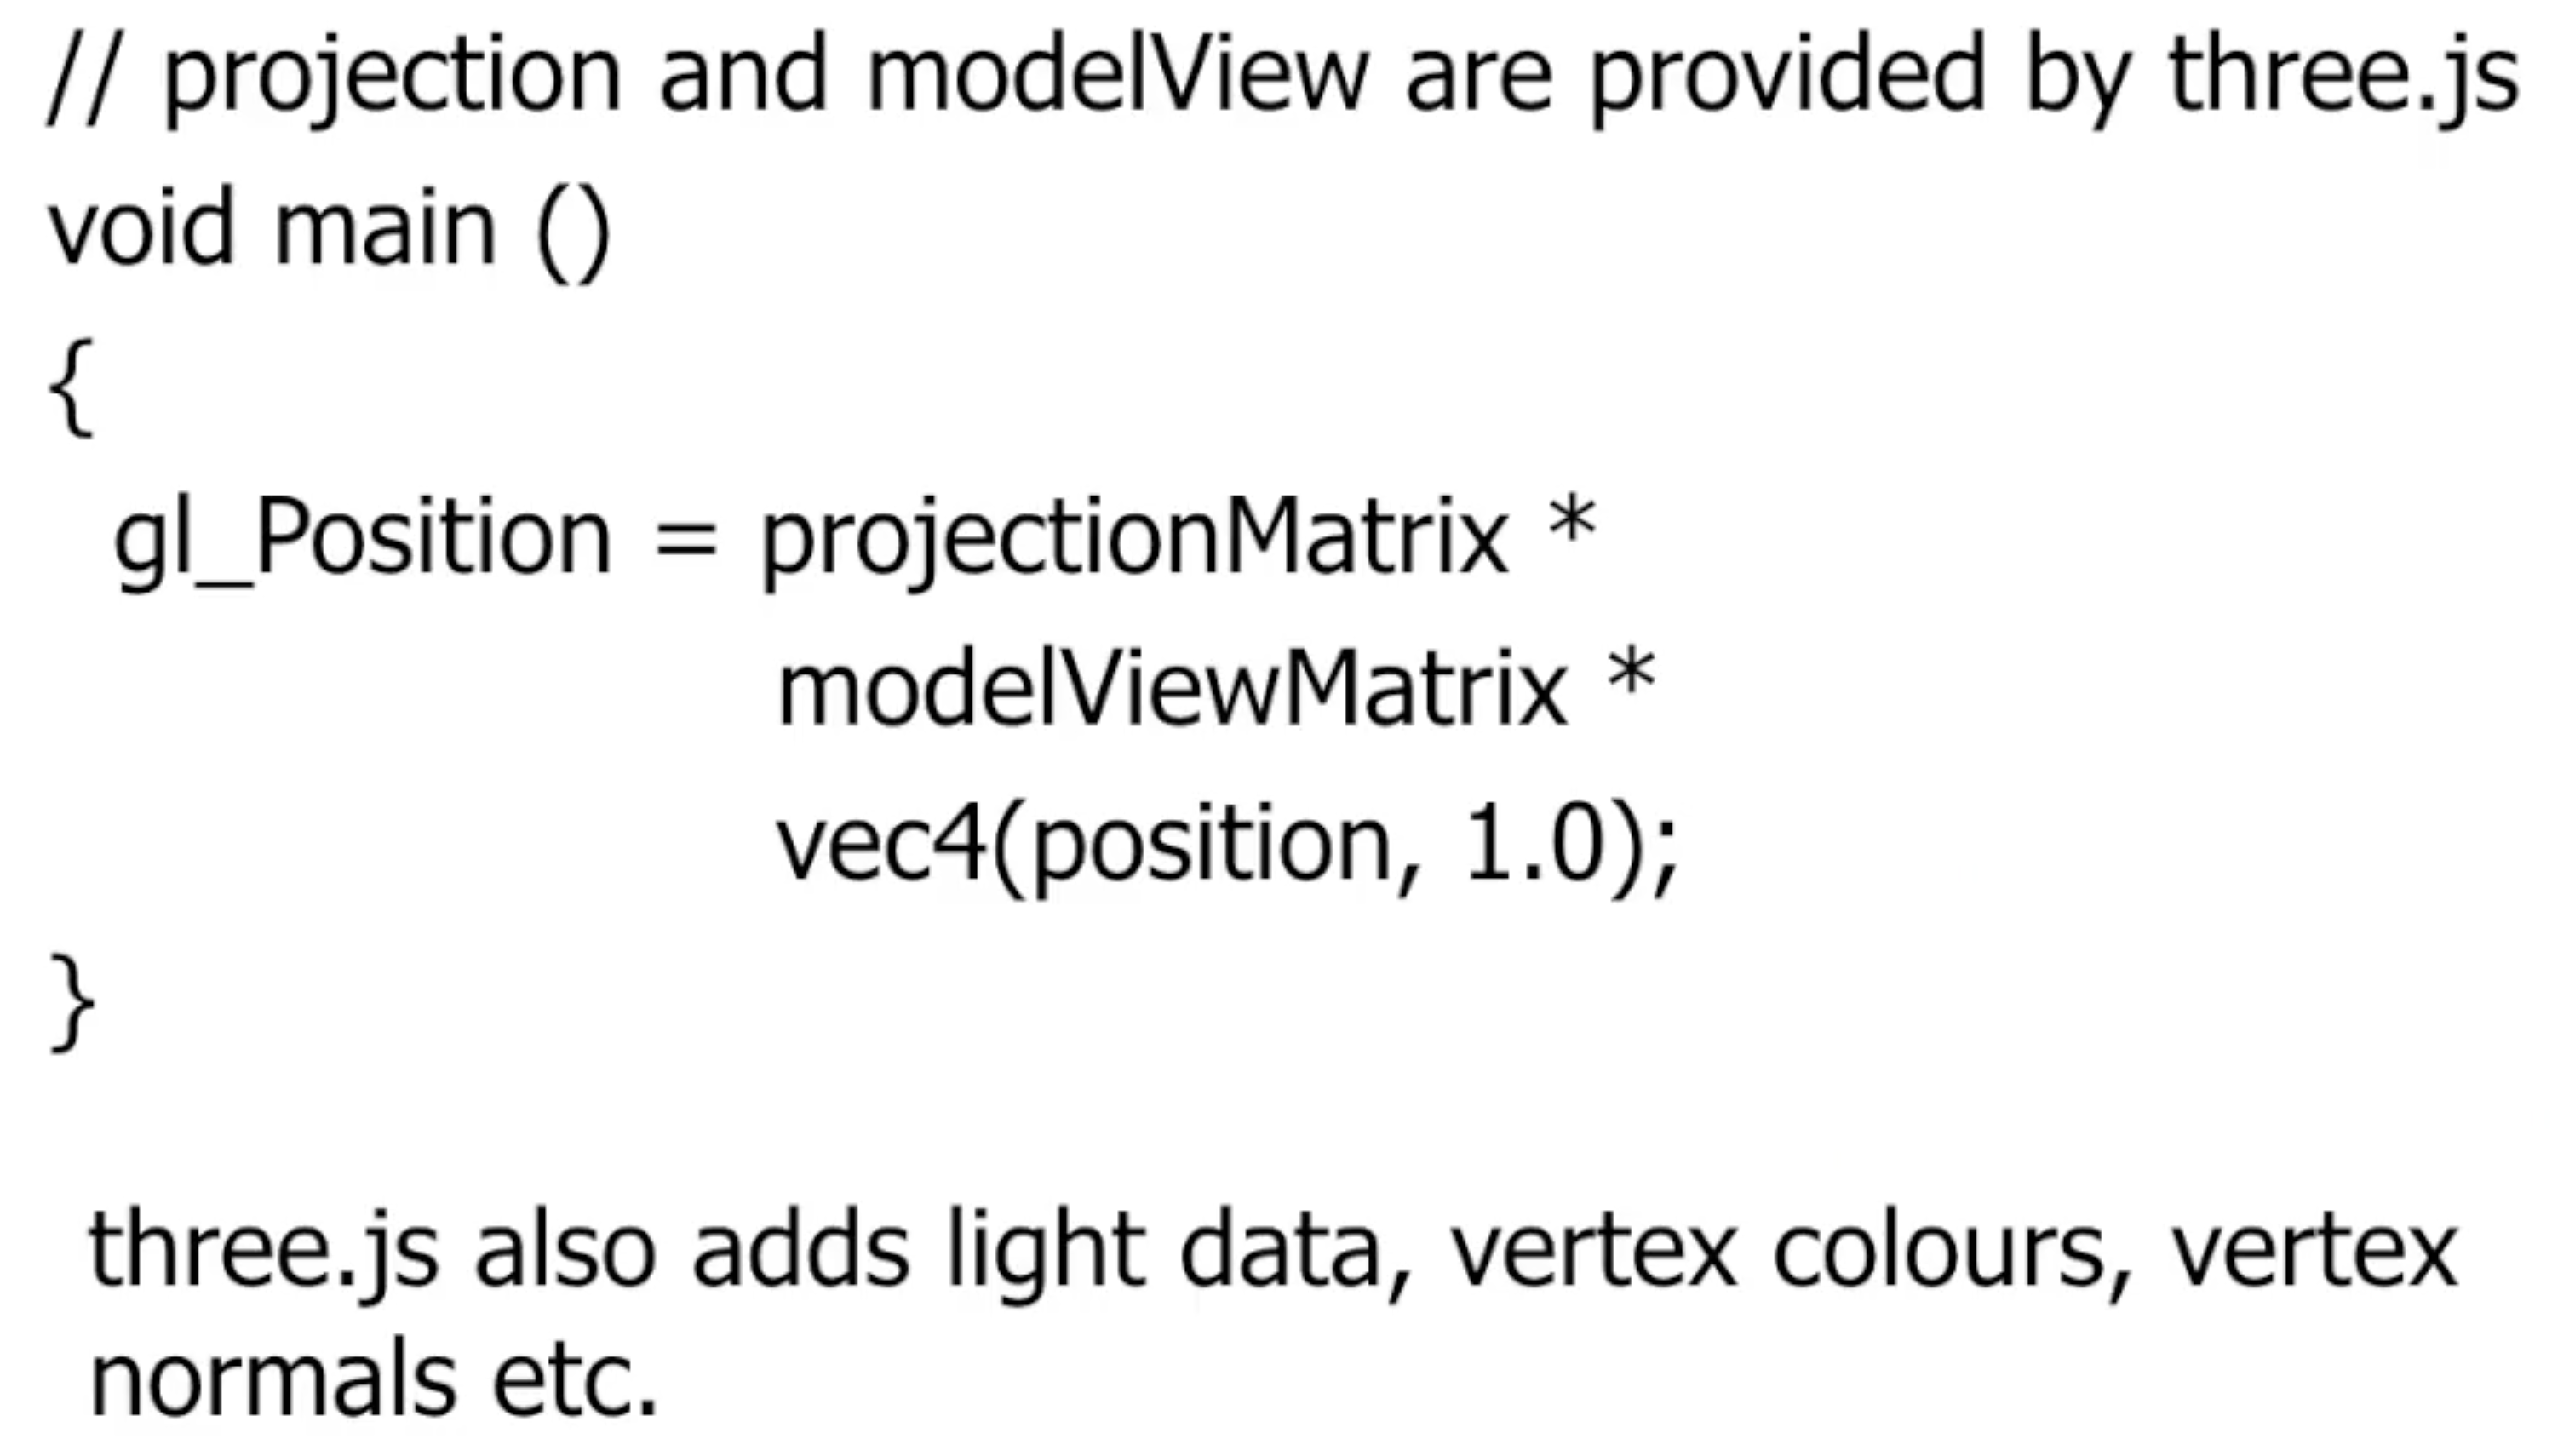 // projection and modelView are provided by three.js
void main ()
{
gl_Position = projectionMatrix *
modelViewMatrix *
vec4(position, 1.0);
}
three.js also adds light data, vertex colours, vertex
normals etc.